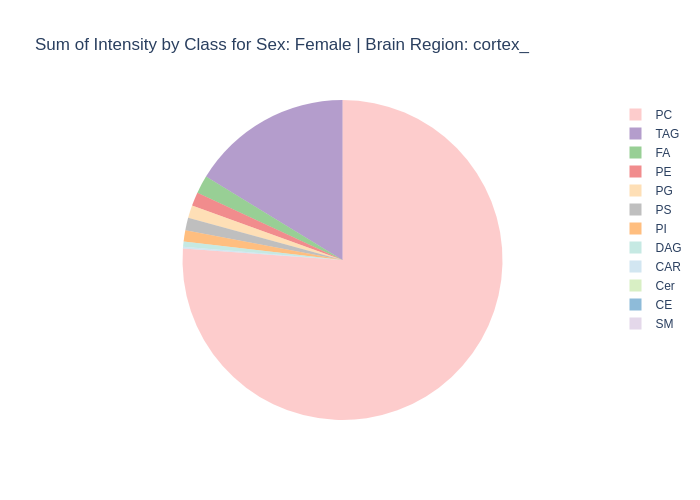 Sum of Intensity by Class for Sex: Female | Brain Region: cortex_
PC
TAG
FA
PE
PG
PS
PI
DAG
CAR
Cer
CE
SM